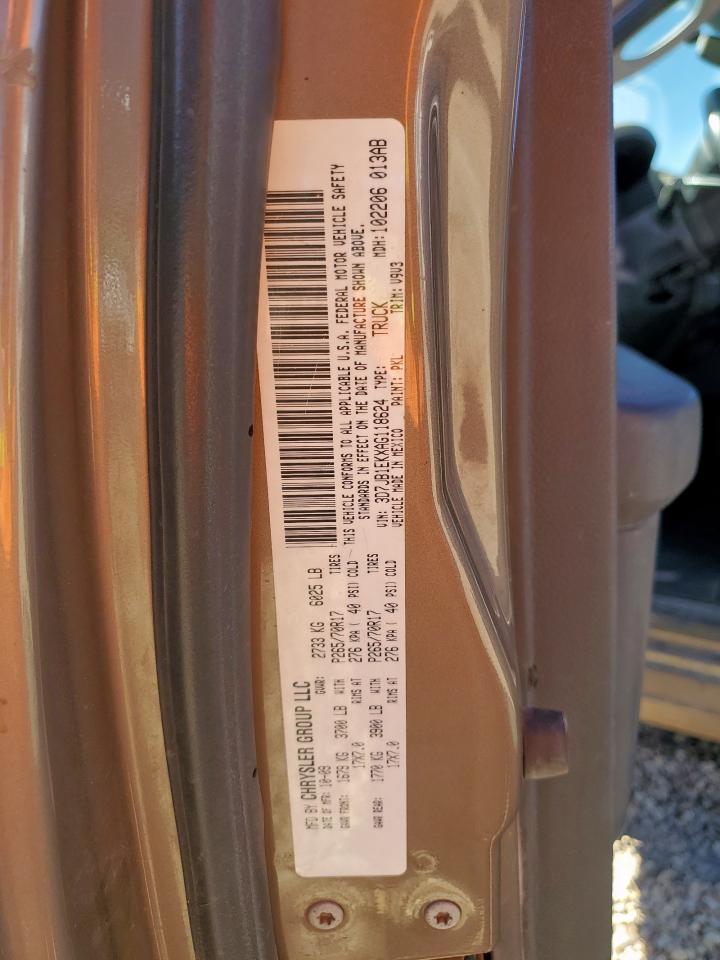 MFD BY CHRYSLER GROUP LLC
DATE OF MFR: 10-09 GVWR: 2733 KG 6025 LB
GAWR FRONT: 1679 KG 3700 LB WITH P265/70R17 TIRES
17X7.0 RIMS AT 276 KPA ( 40 PSI) COLD
GAWR REAR: 1770 KG 3900 LB WITH P265/70R17 TIRES
17X7.0 RIMS AT 276 KPA ( 40 PSI) COLD
THIS VEHICLE CONFORMS TO ALL APPLICABLE U.S.A. FEDERAL MOTOR VEHICLE SAFETY
STANDARDS IN EFFECT ON THE DATE OF MANUFACTURE SHOWN ABOVE.
VIN: 3D7JB1EKXAG118624 TYPE: TRUCK MDH: 102206 013AB
VEHICLE MADE IN MEXICO PAINT: PKL TRIM: V9V3